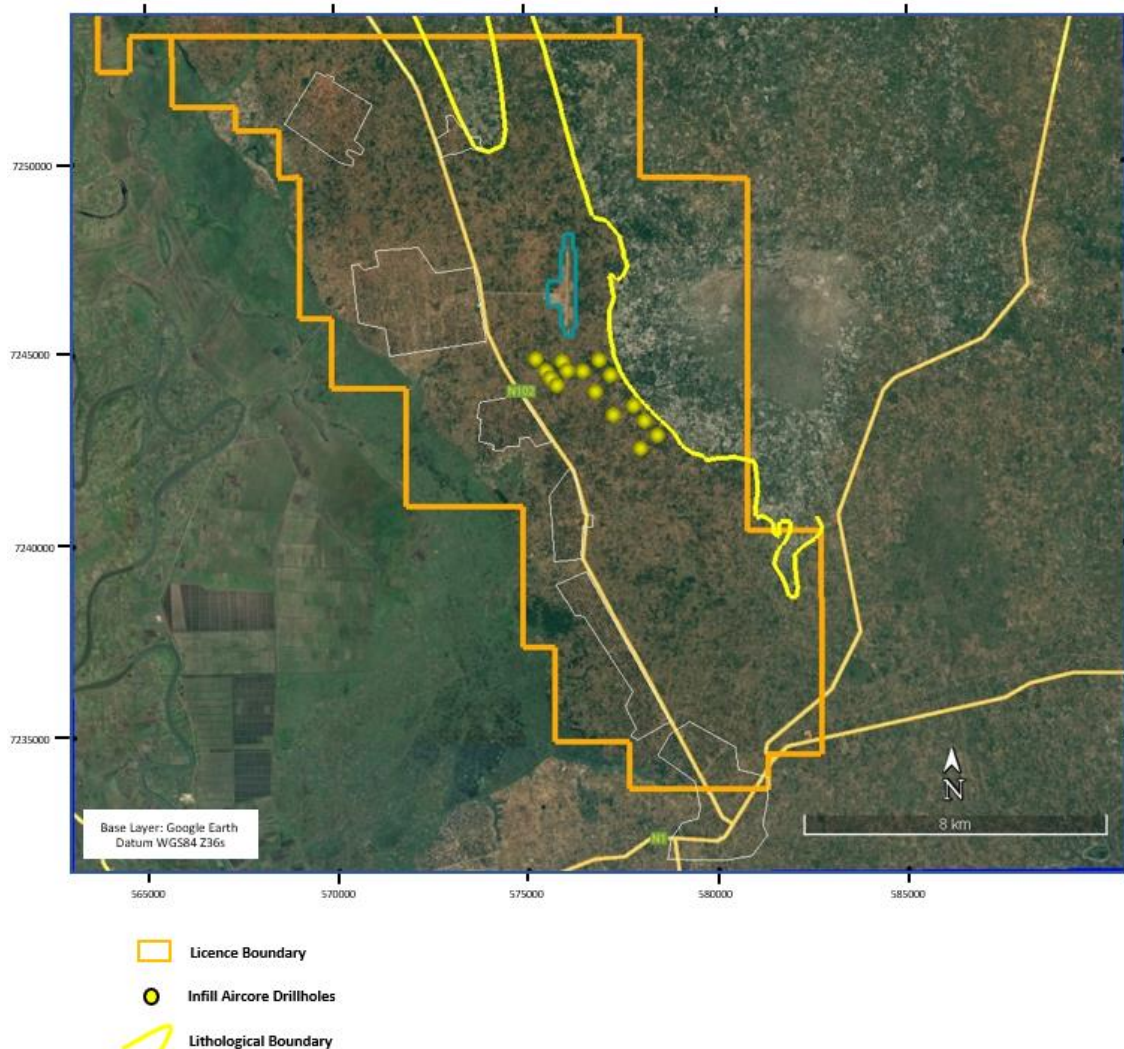 7250000
7245000
N102
7240000
7235000
N
8 km
Base Layer: Google Earth
Datum WGS84 Z36s
N1
565000
570000
575000
580000
585000
Licence Boundary
Infill Aircore Drillholes
Lithological Boundary